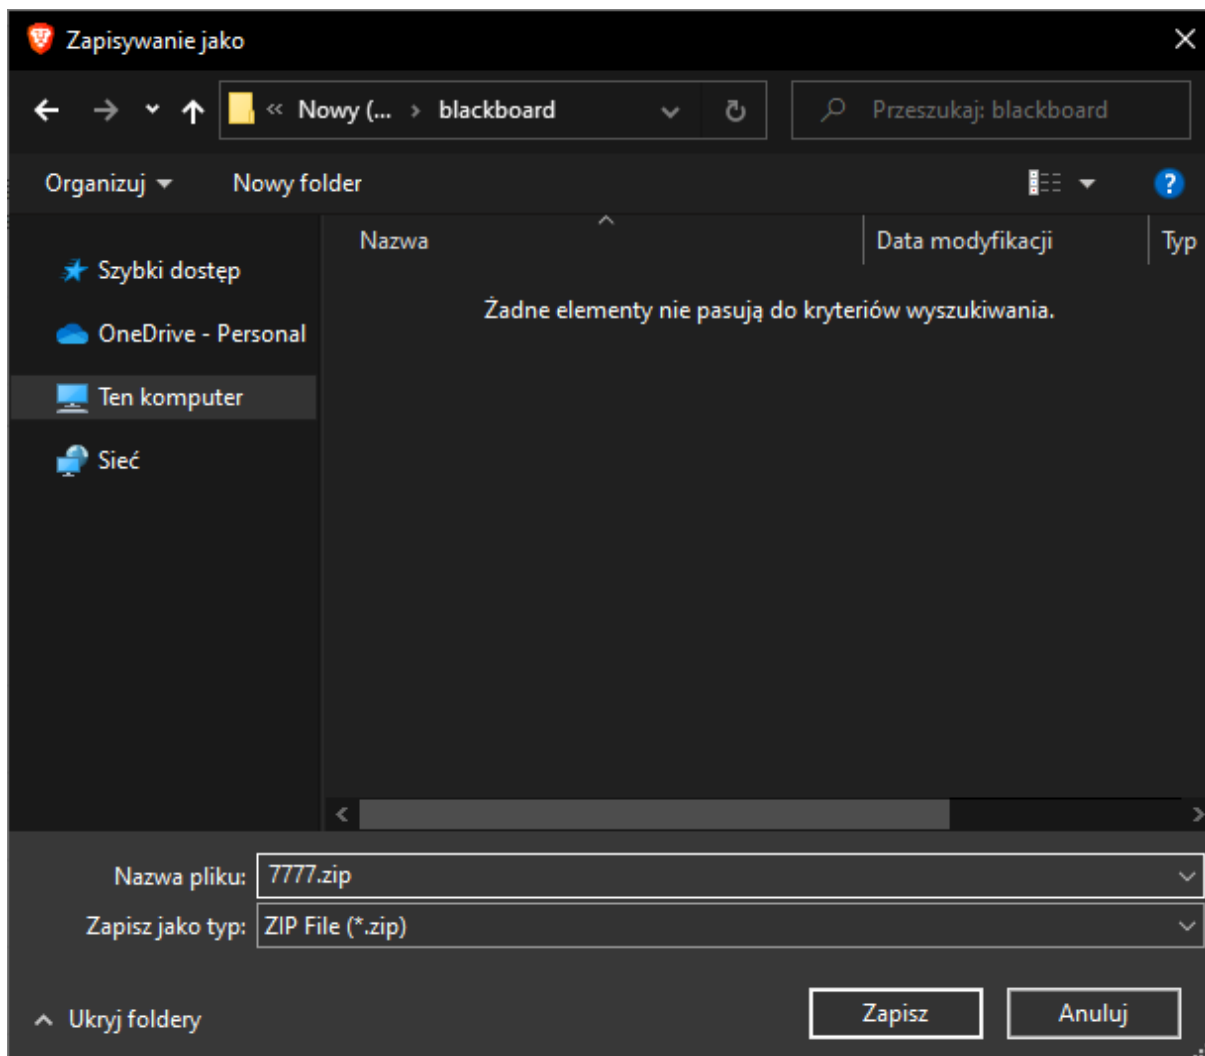 Zapisywanie jako
« Nowy (... › blackboard
Przeszukaj: blackboard
Organizuj
Nowy folder
?
Nazwa
Data modyfikacji
Typ
Szybki dostęp
Żadne elementy nie pasują do kryteriów wyszukiwania.
OneDrive - Personal
Ten komputer
Sieć
Nazwa pliku: 7777.zip
Zapisz jako typ: ZIP File (*.zip)
Ukryj foldery
Zapisz
Anuluj